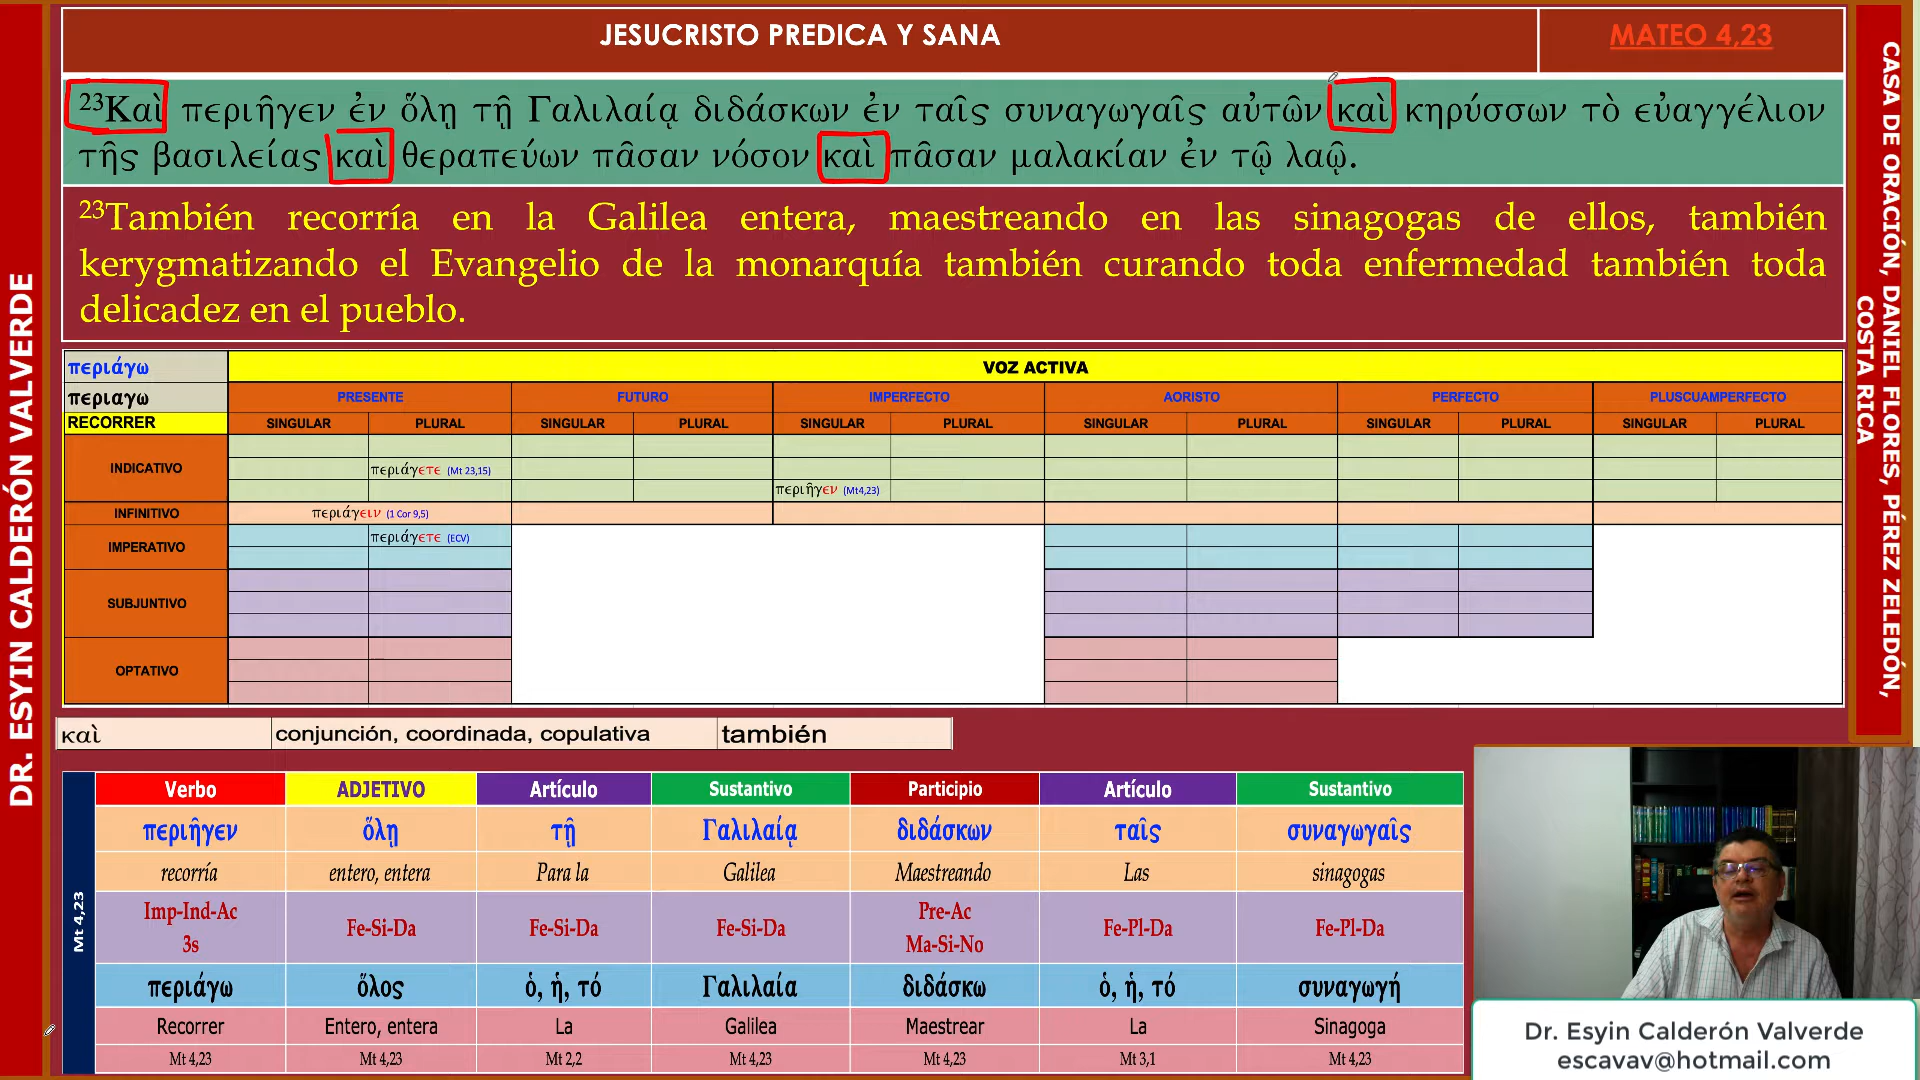 JESUCRISTO PREDICA Y SANA
MATEO 4,23
23Καὶ περιῆγεν ἐν ὅλῃ τῇ Γαλιλαίᾳ διδάσκων ἐν ταῖς συναγωγαῖς αὐτῶν καὶ κηρύσσων τὸ εὐαγγέλιον
τῆς βασιλείας καὶ θεραπεύων πᾶσαν νόσον καὶ πᾶσαν μαλακίαν ἐν τῷ λαῷ.
23También recorría en la Galilea entera, maestreando en las sinagogas de ellos, también
kerygmatizando el Evangelio de la monarquía también curando toda enfermedad también toda
delicadez en el pueblo.
περιάγω VOZ ACTIVA
περιαγω PRESENTE FUTURO IMPERFECTO AORISTO PERFECTO PLUSCUAMPERFECTO
RECORRER SINGULAR PLURAL SINGULAR PLURAL SINGULAR PLURAL SINGULAR PLURAL SINGULAR PLURAL SINGULAR PLURAL
INDICATIVO
περιάγετε (Mt 23,15)
περιῆγεν (Mt4,23)
INFINITIVO περιάγειν (1 Cor 9,5)
IMPERATIVO περιάγετε (ECV)
SUBJUNTIVO
OPTATIVO
καὶ conjunción, coordinada, copulativa también
Mt 4,23
Verbo ADJETIVO Artículo Sustantivo Participio Artículo Sustantivo
περιῆγεν ὅλῃ τῇ Γαλιλαίᾳ διδάσκων ταῖς συναγωγαῖς
recorría entero, entera Para la Galilea Maestreando Las sinagogas
Imp-Ind-Ac 3s Fe-Si-Da Fe-Si-Da Fe-Si-Da Pre-Ac Ma-Si-No Fe-Pl-Da Fe-Pl-Da
περιάγω ὅλος ὁ, ἡ, τό Γαλιλαία διδάσκω ὁ, ἡ, τό συναγωγή
Recorrer Entero, entera La Galilea Maestrear La Sinagoga
Mt 4,23 Mt 4,23 Mt 2,2 Mt 4,23 Mt 4,23 Mt 3,1 Mt 4,23
DR. ESYIN CALDERÓN VALVERDE
CASA DE ORACIÓN, DANIEL FLORES, PÉREZ ZELEDÓN,
COSTA RICA
Dr. Esyin Calderón Valverde
escavav@hotmail.com